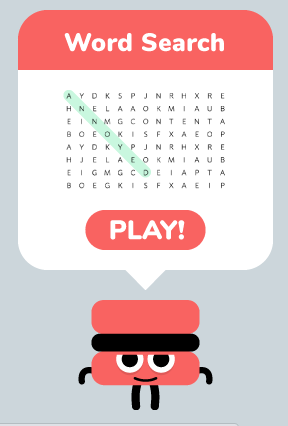 Word Search
A Y D K S P J N R H X R E
H N E L A A O K M I A U B
E I N M G C O N T E N T A
B O E O K I S F X A E O P
A Y D K Y P J N R H X R E
H J E L A E O K M I A U B
E I G M G C D E I A P T A
B O E G K I S F X A E I P
PLAY!